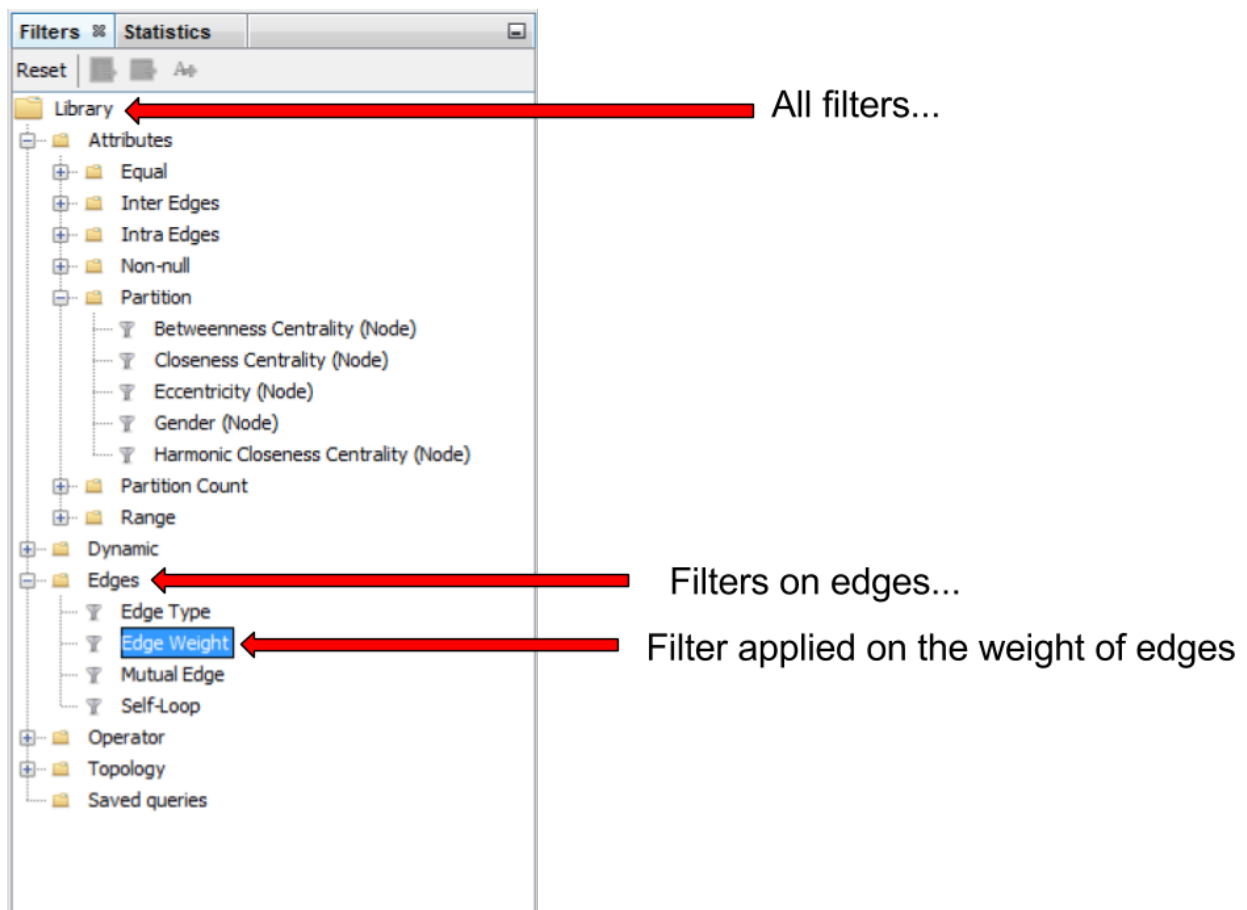 Filters Statistics
Reset A
Library
All filters...
Attributes
Equal
Inter Edges
Intra Edges
Non-null
Partition
Betweenness Centrality (Node)
Closeness Centrality (Node)
Eccentricity (Node)
Gender (Node)
Harmonic Closeness Centrality (Node)
Partition Count
Range
Dynamic
Edges
Filters on edges...
Edge Type
Edge Weight
Filter applied on the weight of edges
Mutual Edge
Self-Loop
Operator
Topology
Saved queries